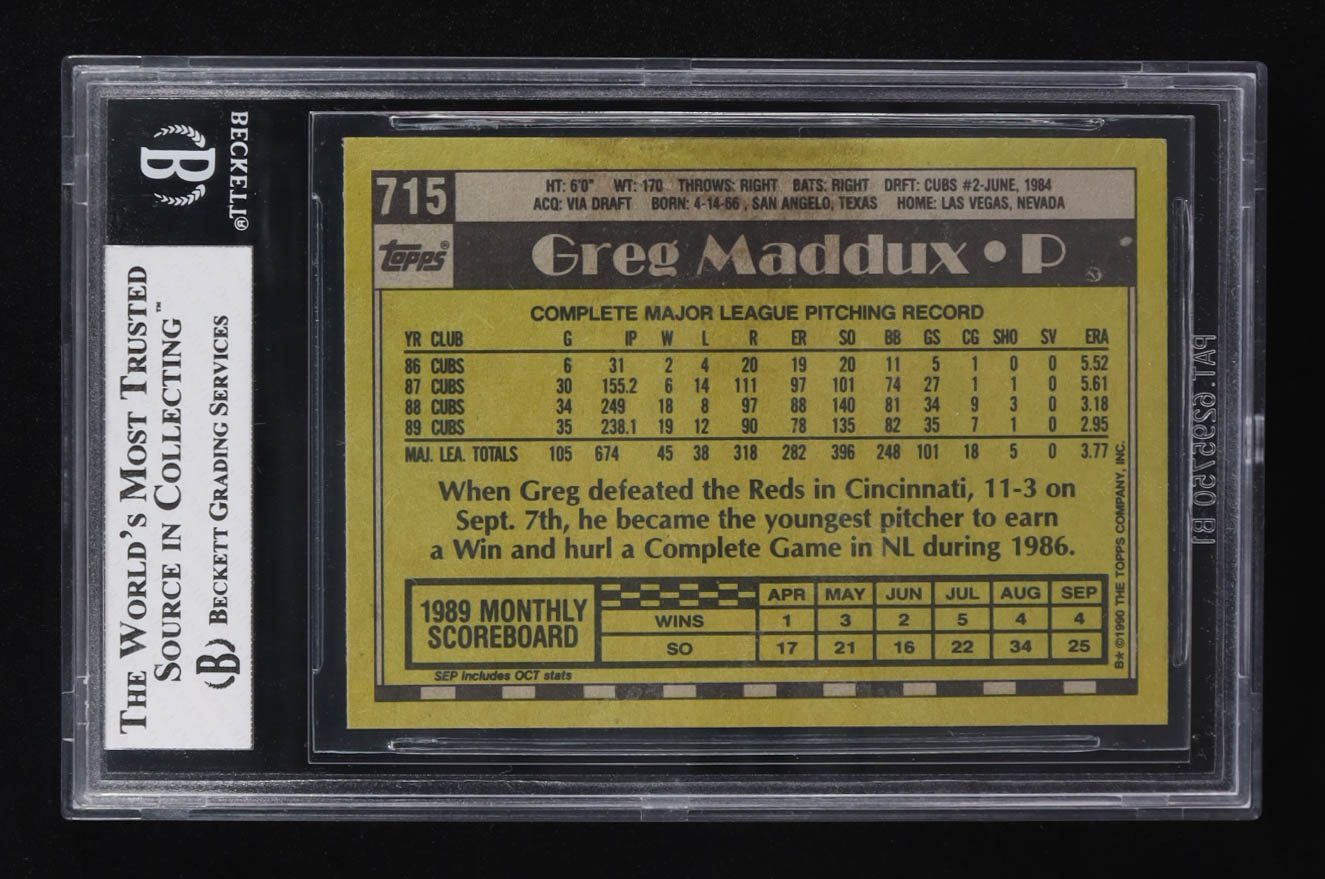 BECKETT®
B
THE WORLD'S MOST TRUSTED
SOURCE IN COLLECTING™
B BECKETT GRADING SERVICES
715
HT: 6'0" WT: 170 THROWS: RIGHT BATS: RIGHT DRFT: CUBS #2-JUNE, 1984
ACQ: VIA DRAFT BORN: 4-14-66, SAN ANGELO, TEXAS HOME: LAS VEGAS, NEVADA
Topps®
Greg Maddux • P
COMPLETE MAJOR LEAGUE PITCHING RECORD
YR CLUB G IP W L R ER SO BB GS CG SHO SV ERA
86 CUBS 6 31 2 4 20 19 20 11 5 1 0 0 5.52
87 CUBS 30 155.2 6 14 111 97 101 74 27 1 1 0 5.61
88 CUBS 34 249 18 8 97 88 140 81 34 9 3 0 3.18
89 CUBS 35 238.1 19 12 90 78 135 82 35 7 1 0 2.95
MAJ. LEA. TOTALS 105 674 45 38 318 282 396 248 101 18 5 0 3.77
When Greg defeated the Reds in Cincinnati, 11-3 on
Sept. 7th, he became the youngest pitcher to earn
a Win and hurl a Complete Game in NL during 1986.
1989 MONTHLY
SCOREBOARD
APR MAY JUN JUL AUG SEP
WINS 1 3 2 5 4 4
SO 17 21 16 22 34 25
SEP includes OCT stats
B* ©1990 THE TOPPS COMPANY, INC.
PAT. 6295750 B1